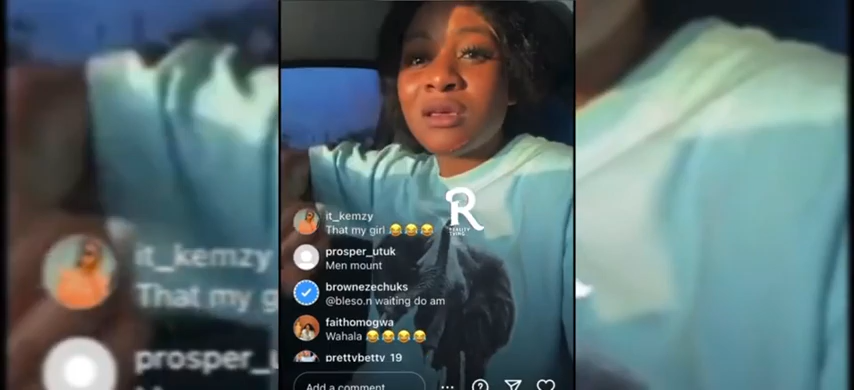 it_kemzy
That my girl 😂😂😂
R
REALITY
prosper_utuk
Men mount
brownezechuks
@bleso.n waiting do am
faithomogwa
Wahala 😂😂😂😂
prettybetty_19
Add a comment
it_kemzy
That my g
prosper_u